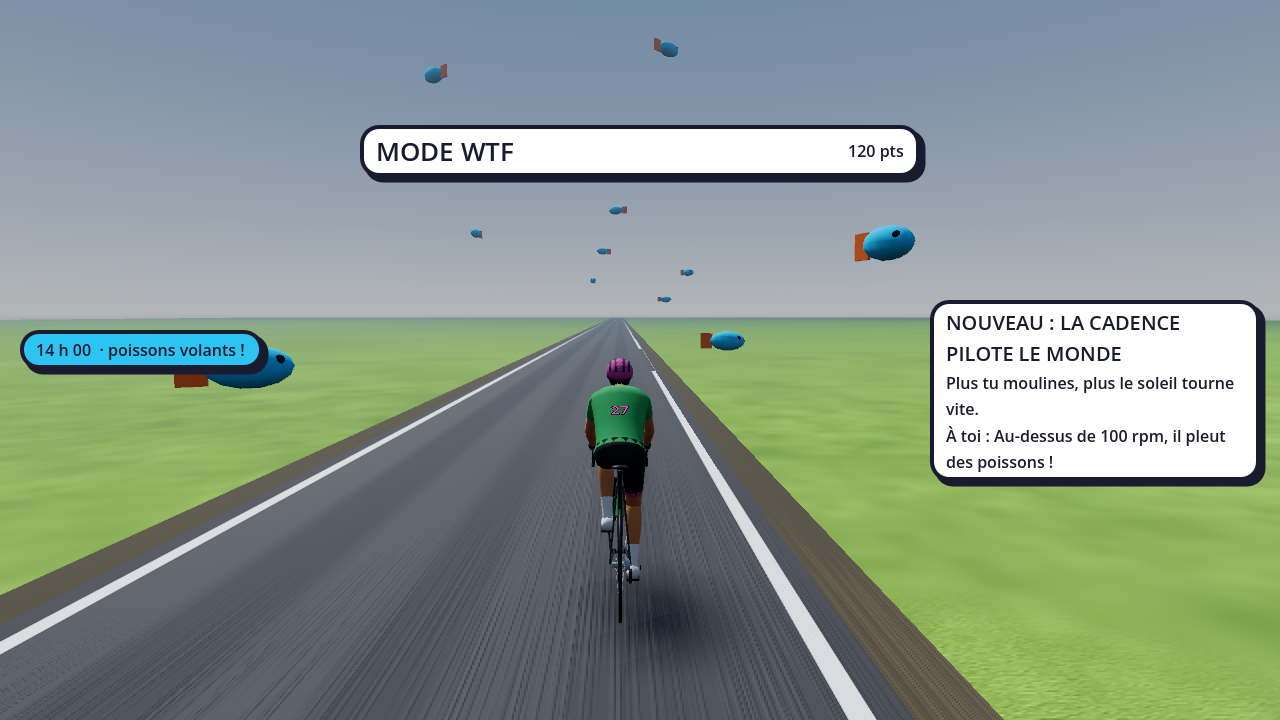 MODE WTF 120 pts
14 h 00 · poissons volants !
NOUVEAU : LA CADENCE
PILOTE LE MONDE
Plus tu moulines, plus le soleil tourne
vite.
À toi : Au-dessus de 100 rpm, il pleut
des poissons !
27